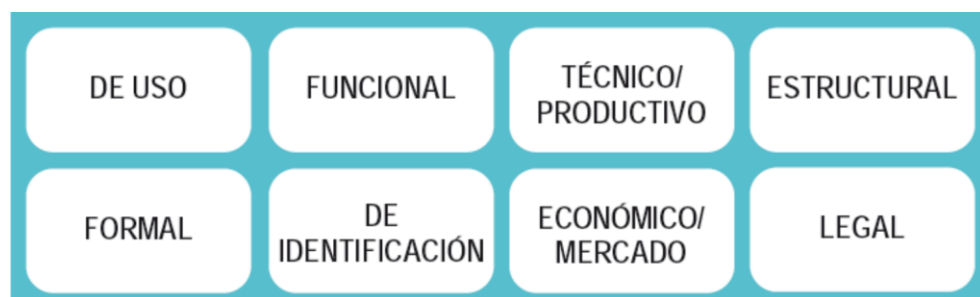 DE USO
FUNCIONAL
TÉCNICO/
PRODUCTIVO
ESTRUCTURAL
FORMAL
DE
IDENTIFICACIÓN
ECONÓMICO/
MERCADO
LEGAL